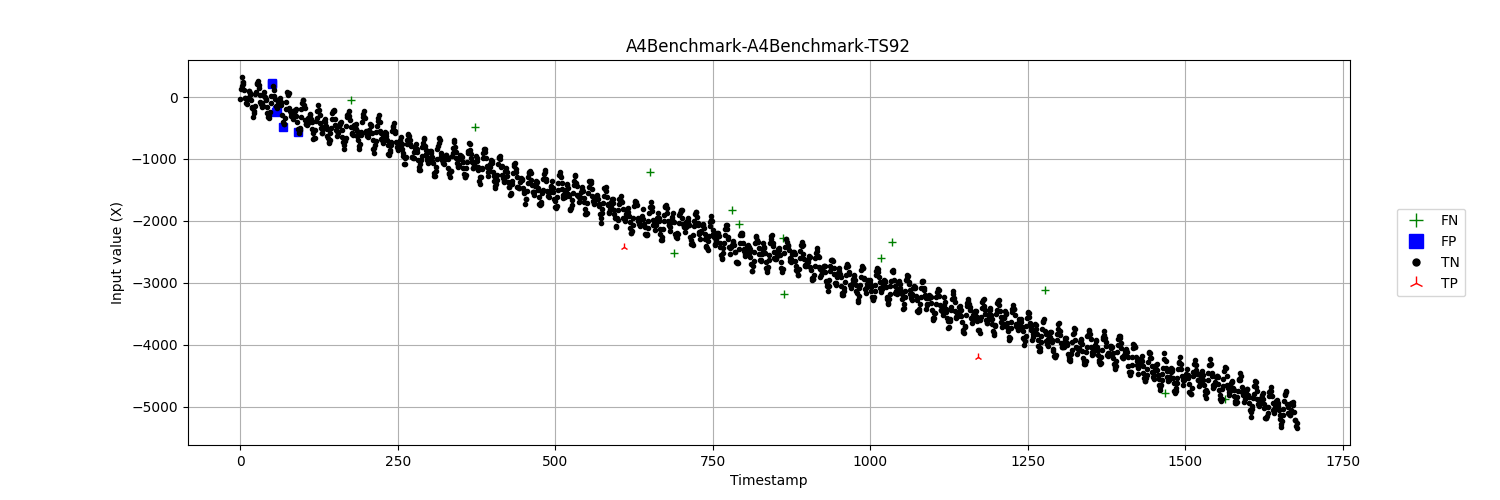 A4Benchmark-A4Benchmark-TS92
Input value (X)
0
−1000
−2000
−3000
−4000
−5000
0 250 500 750 1000 1250 1500 1750
Timestamp
FN
FP
TN
TP